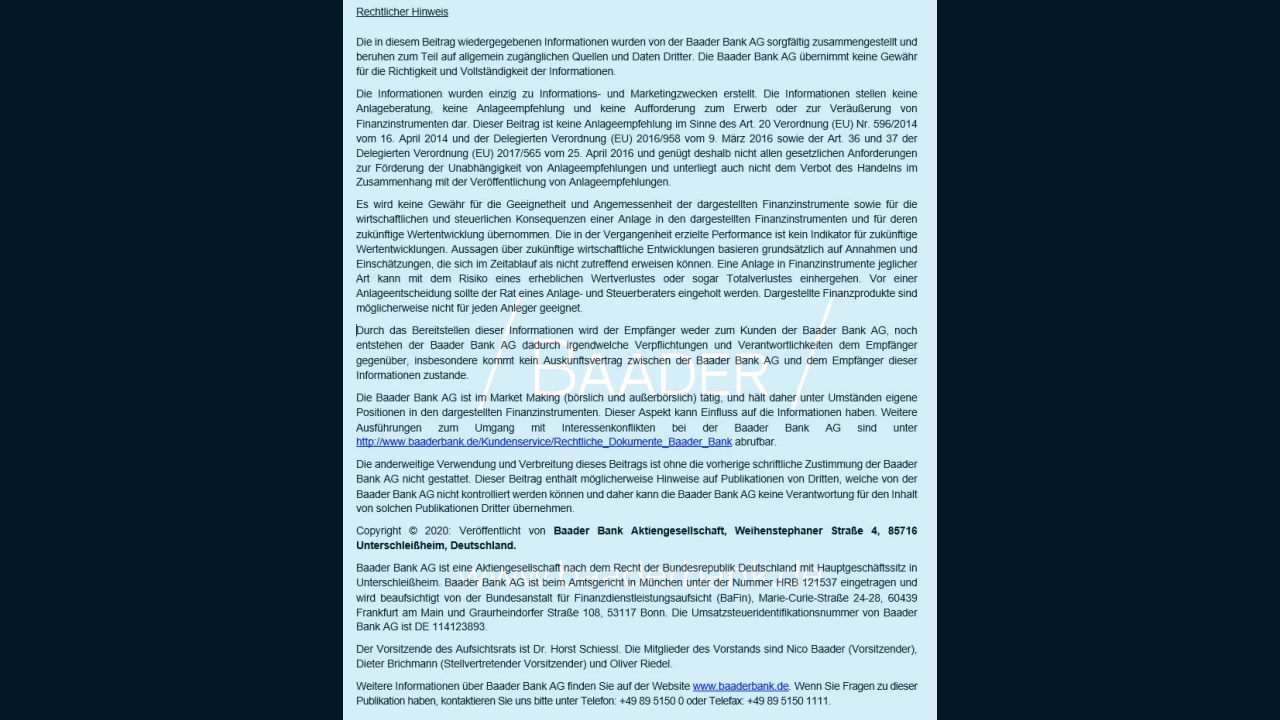 Rechtlicher Hinweis
Die in diesem Beitrag wiedergegebenen Informationen wurden von der Baader Bank AG sorgfältig zusammengestellt und
beruhen zum Teil auf allgemein zugänglichen Quellen und Daten Dritter. Die Baader Bank AG übernimmt keine Gewähr
für die Richtigkeit und Vollständigkeit der Informationen.
Die Informationen wurden einzig zu Informations- und Marketingzwecken erstellt. Die Informationen stellen keine
Anlageberatung, keine Anlageempfehlung und keine Aufforderung zum Erwerb oder zur Veräußerung von
Finanzinstrumenten dar. Dieser Beitrag ist keine Anlageempfehlung im Sinne des Art. 20 Verordnung (EU) Nr. 596/2014
vom 16. April 2014 und der Delegierten Verordnung (EU) 2016/958 vom 9. März 2016 sowie der Art. 36 und 37 der
Delegierten Verordnung (EU) 2017/565 vom 25. April 2016 und genügt deshalb nicht allen gesetzlichen Anforderungen
zur Förderung der Unabhängigkeit von Anlageempfehlungen und unterliegt auch nicht dem Verbot des Handelns im
Zusammenhang mit der Veröffentlichung von Anlageempfehlungen.
Es wird keine Gewähr für die Geeignetheit und Angemessenheit der dargestellten Finanzinstrumente sowie für die
wirtschaftlichen und steuerlichen Konsequenzen einer Anlage in den dargestellten Finanzinstrumenten und für deren
zukünftige Wertentwicklung übernommen. Die in der Vergangenheit erzielte Performance ist kein Indikator für zukünftige
Wertentwicklungen. Aussagen über zukünftige wirtschaftliche Entwicklungen basieren grundsätzlich auf Annahmen und
Einschätzungen, die sich im Zeitablauf als nicht zutreffend erweisen können. Eine Anlage in Finanzinstrumente jeglicher
Art kann mit dem Risiko eines erheblichen Wertverlustes oder sogar Totalverlustes einhergehen. Vor einer
Anlageentscheidung sollte der Rat eines Anlage- und Steuerberaters eingeholt werden. Dargestellte Finanzprodukte sind
möglicherweise nicht für jeden Anleger geeignet.
Durch das Bereitstellen dieser Informationen wird der Empfänger weder zum Kunden der Baader Bank AG, noch
entstehen der Baader Bank AG dadurch irgendwelche Verpflichtungen und Verantwortlichkeiten dem Empfänger
gegenüber, insbesondere kommt kein Auskunftsvertrag zwischen der Baader Bank AG und dem Empfänger dieser
Informationen zustande.
BAADER
Die Baader Bank AG ist im Market Making (börslich und außerbörslich) tätig, und hält daher unter Umständen eigene
Positionen in den dargestellten Finanzinstrumenten. Dieser Aspekt kann Einfluss auf die Informationen haben. Weitere
Ausführungen zum Umgang mit Interessenkonflikten bei der Baader Bank AG sind unter
http://www.baaderbank.de/Kundenservice/Rechtliche_Dokumente_Baader_Bank abrufbar.
Die anderweitige Verwendung und Verbreitung dieses Beitrags ist ohne die vorherige schriftliche Zustimmung der Baader
Bank AG nicht gestattet. Dieser Beitrag enthält möglicherweise Hinweise auf Publikationen von Dritten, welche von der
Baader Bank AG nicht kontrolliert werden können und daher kann die Baader Bank AG keine Verantwortung für den Inhalt
von solchen Publikationen Dritter übernehmen.
Copyright © 2020: Veröffentlicht von Baader Bank Aktiengesellschaft, Weihenstephaner Straße 4, 85716
Unterschleißheim, Deutschland.
Baader Bank AG ist eine Aktiengesellschaft nach dem Recht der Bundesrepublik Deutschland mit Hauptgeschäftssitz in
Unterschleißheim. Baader Bank AG ist beim Amtsgericht in München unter der Nummer HRB 121537 eingetragen und
wird beaufsichtigt von der Bundesanstalt für Finanzdienstleistungsaufsicht (BaFin), Marie-Curie-Straße 24-28, 60439
Frankfurt am Main und Graurheindorfer Straße 108, 53117 Bonn. Die Umsatzsteueridentifikationsnummer von Baader
Bank AG ist DE 114123893.
Der Vorsitzende des Aufsichtsrats ist Dr. Horst Schiessl. Die Mitglieder des Vorstands sind Nico Baader (Vorsitzender),
Dieter Brichmann (Stellvertretender Vorsitzender) und Oliver Riedel.
Weitere Informationen über Baader Bank AG finden Sie auf der Website www.baaderbank.de. Wenn Sie Fragen zu dieser
Publikation haben, kontaktieren Sie uns bitte unter Telefon: +49 89 5150 0 oder Telefax: +49 89 5150 1111.